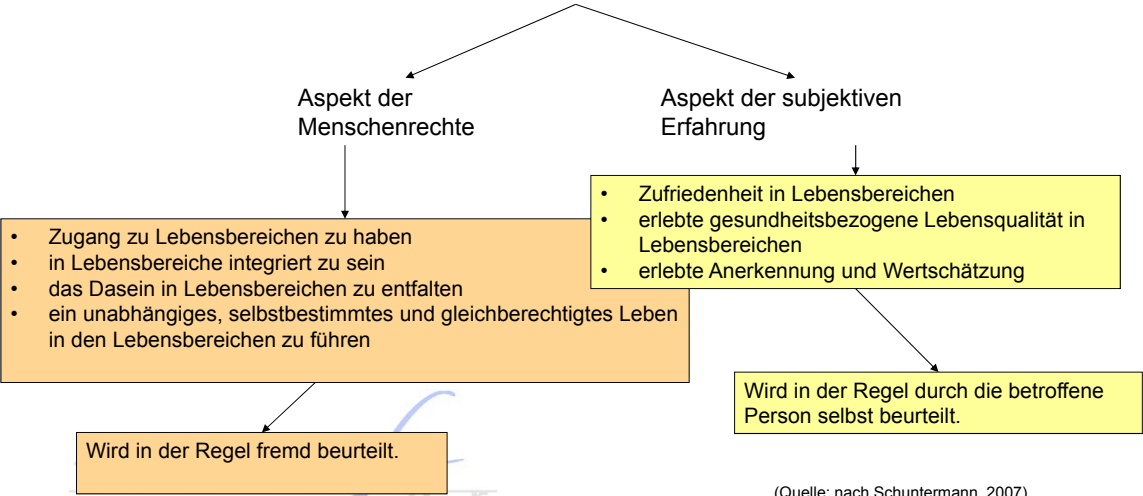 Aspekt der
Menschenrechte
Aspekt der subjektiven
Erfahrung
• Zufriedenheit in Lebensbereichen
• erlebte gesundheitsbezogene Lebensqualität in
Lebensbereichen
• erlebte Anerkennung und Wertschätzung
• Zugang zu Lebensbereichen zu haben
• in Lebensbereiche integriert zu sein
• das Dasein in Lebensbereichen zu entfalten
• ein unabhängiges, selbstbestimmtes und gleichberechtigtes Leben
in den Lebensbereichen zu führen
Wird in der Regel durch die betroffene
Person selbst beurteilt.
Wird in der Regel fremd beurteilt.
(Quelle: nach Schuntermann, 2007)